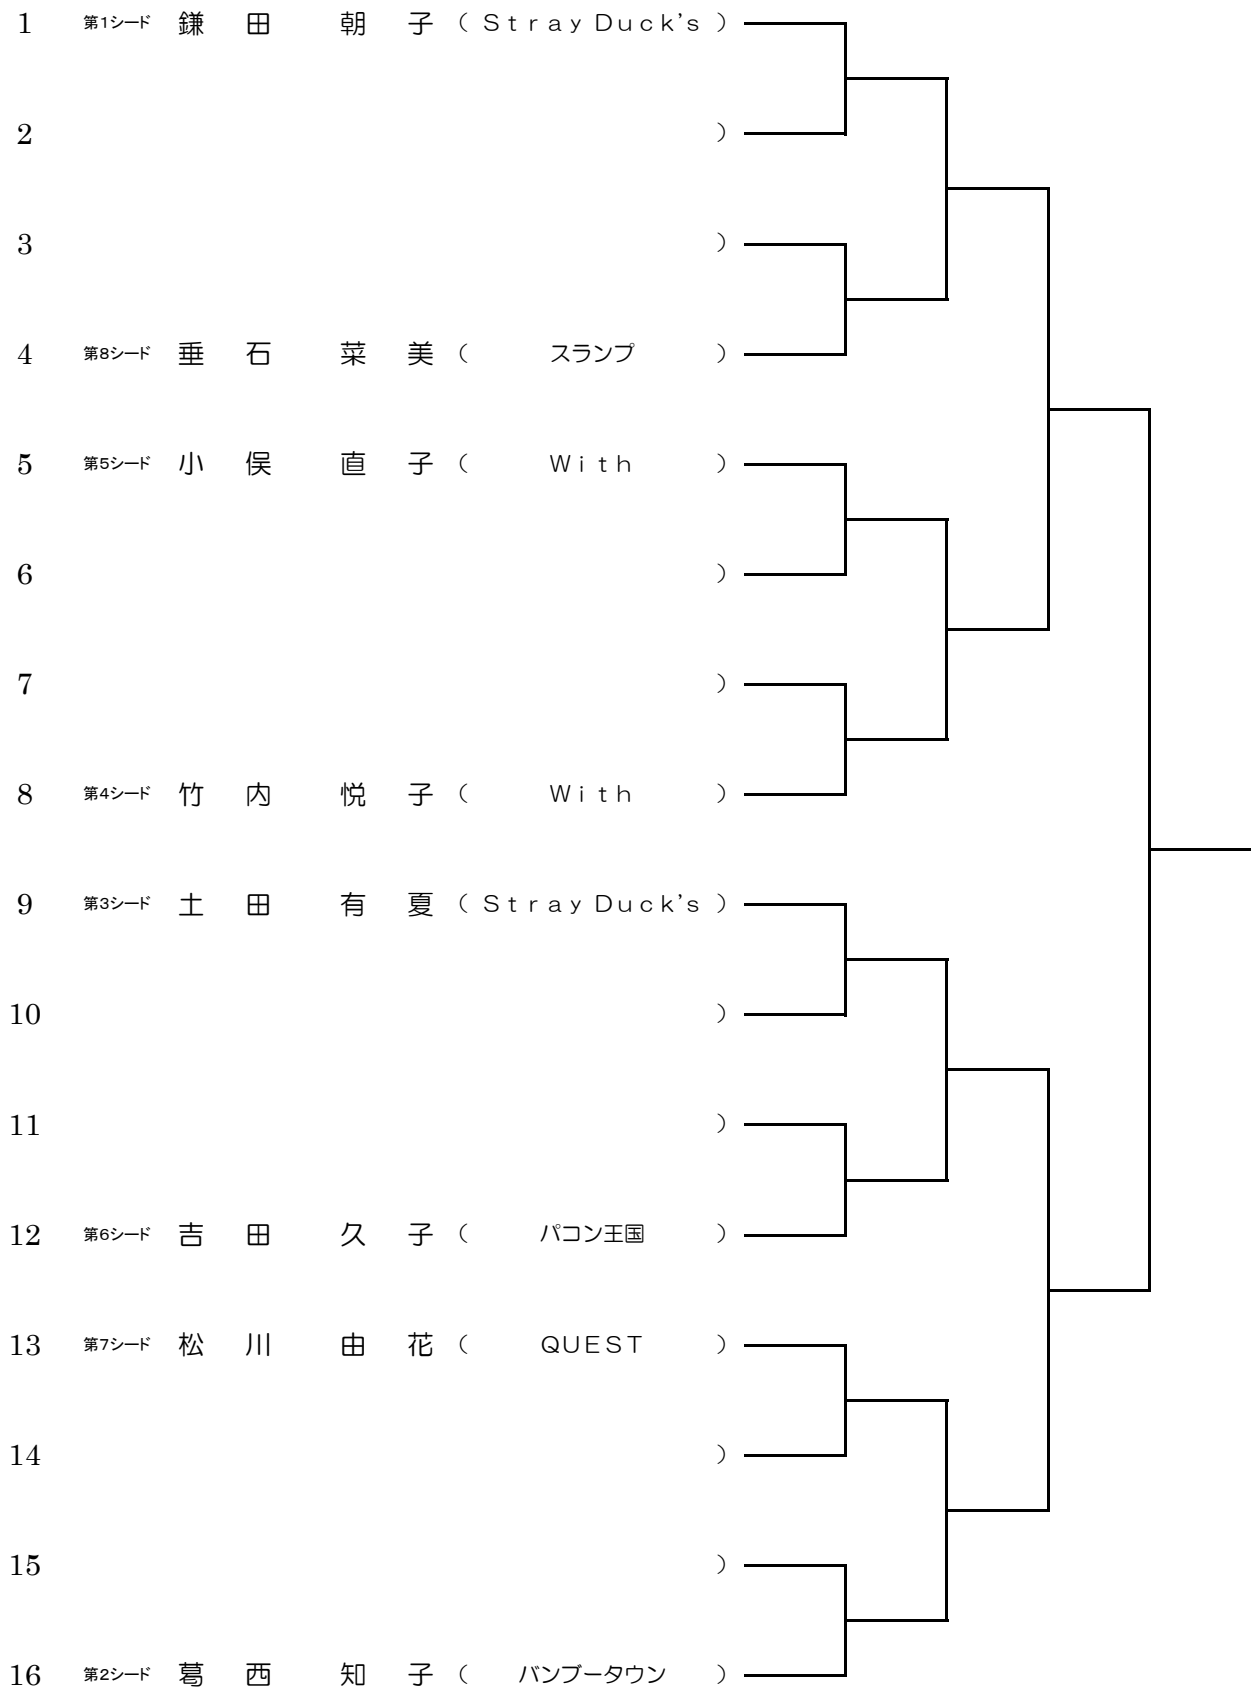 1 第1シード 鎌田 朝子 ( Stray Duck's )
2 )
3 )
4 第8シード 垂石 菜美 ( スランプ )
5 第5シード 小俣 直子 ( With )
6 )
7 )
8 第4シード 竹内 悦子 ( With )
9 第3シード 土田 有夏 ( Stray Duck's )
10 )
11 )
12 第6シード 吉田 久子 ( パコン王国 )
13 第7シード 松川 由花 ( QUEST )
14 )
15 )
16 第2シード 葛西 知子 ( バンブータウン )